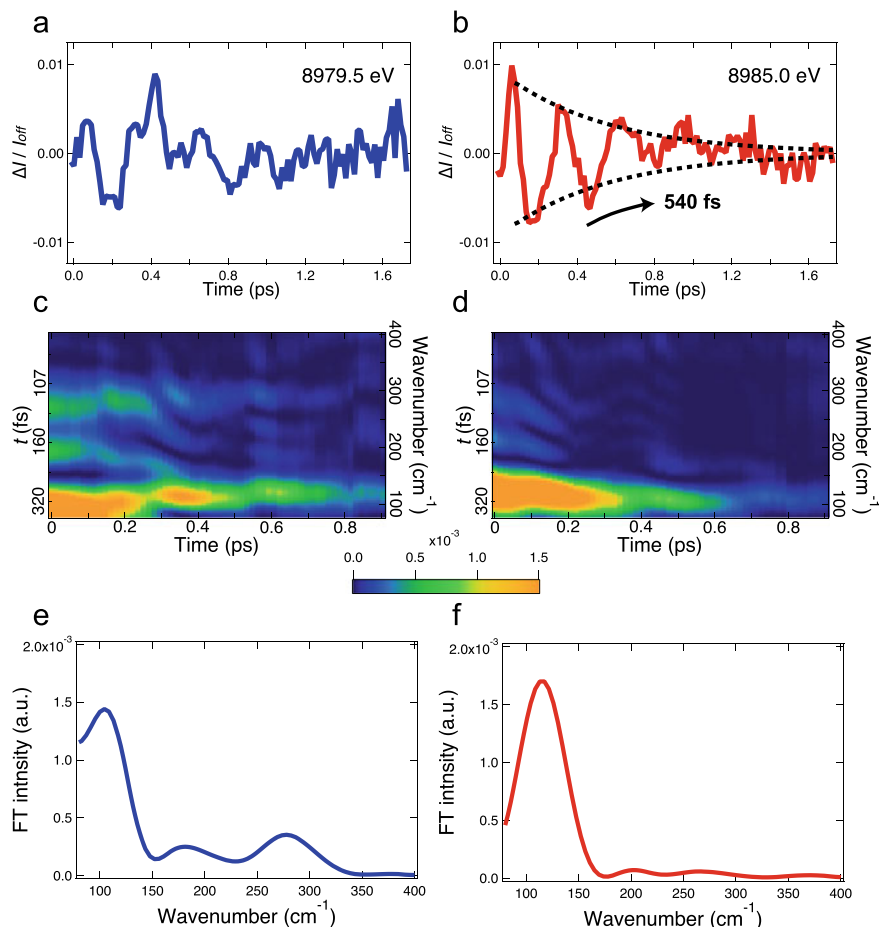 a
0.01
0.00
-0.01
ΔI / Ioff
8979.5 eV
0.0
0.4
0.8
1.2
1.6
Time (ps)
b
0.01
0.00
-0.01
ΔI / Ioff
8985.0 eV
540 fs
0.0
0.4
0.8
1.2
1.6
Time (ps)
c
107
160
320
t (fs)
400
300
200
100
Wavenumber (cm-1)
0
0.2
0.4
0.6
0.8
Time (ps)
d
107
160
320
t (fs)
400
300
200
100
Wavenumber (cm-1)
0
0.2
0.4
0.6
0.8
Time (ps)
x10-3
0.0
0.5
1.0
1.5
e
2.0x10-3
1.5
1.0
0.5
0.0
FT intnsity (a.u.)
100
150
200
250
300
350
400
Wavenumber (cm-1)
f
2.0x10-3
1.5
1.0
0.5
0.0
FT intnsity (a.u.)
100
150
200
250
300
350
400
Wavenumber (cm-1)